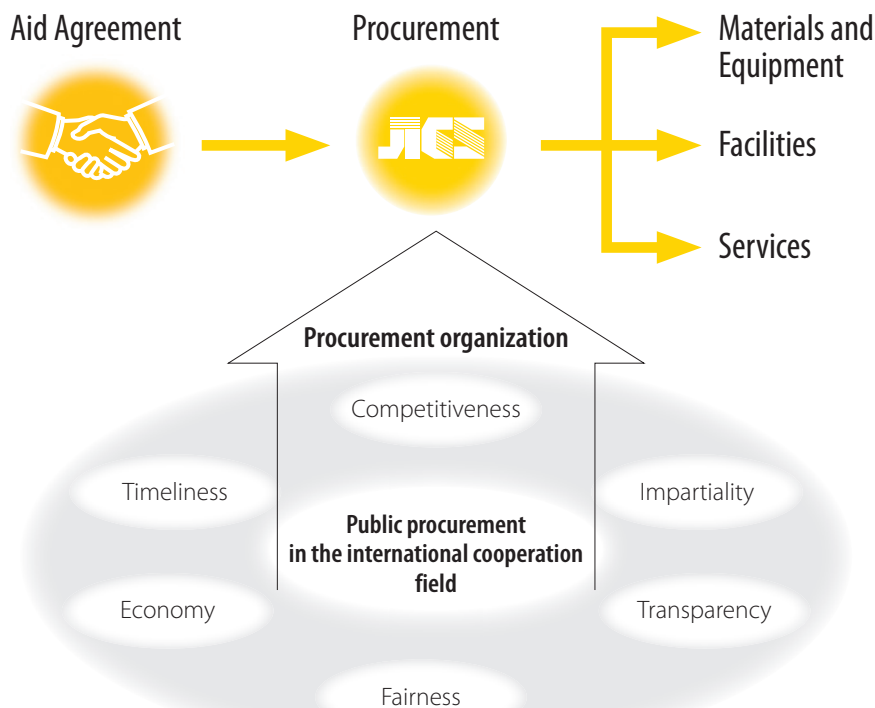 Aid Agreement
Procurement
Materials and
Equipment
JICS
Facilities
Services
Procurement organization
Competitiveness
Timeliness
Impartiality
Public procurement
in the international cooperation
field
Economy
Transparency
Fairness